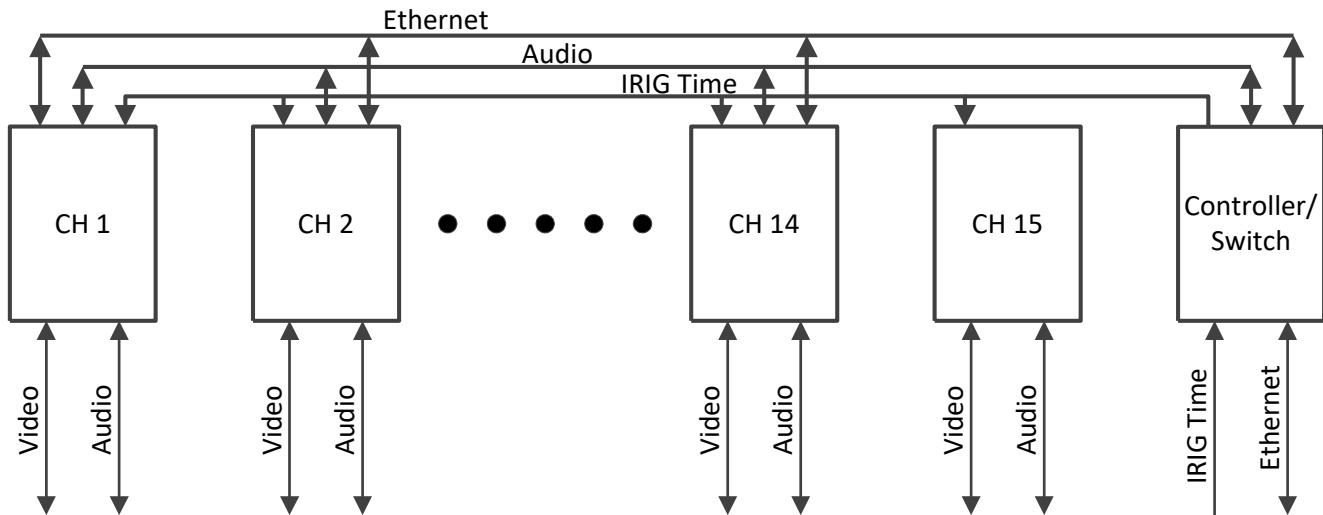 Ethernet
Audio
IRIG Time
CH 1
CH 2
CH 14
CH 15
Controller/
Switch
Video
Audio
Video
Audio
Video
Audio
Video
Audio
IRIG Time
Ethernet